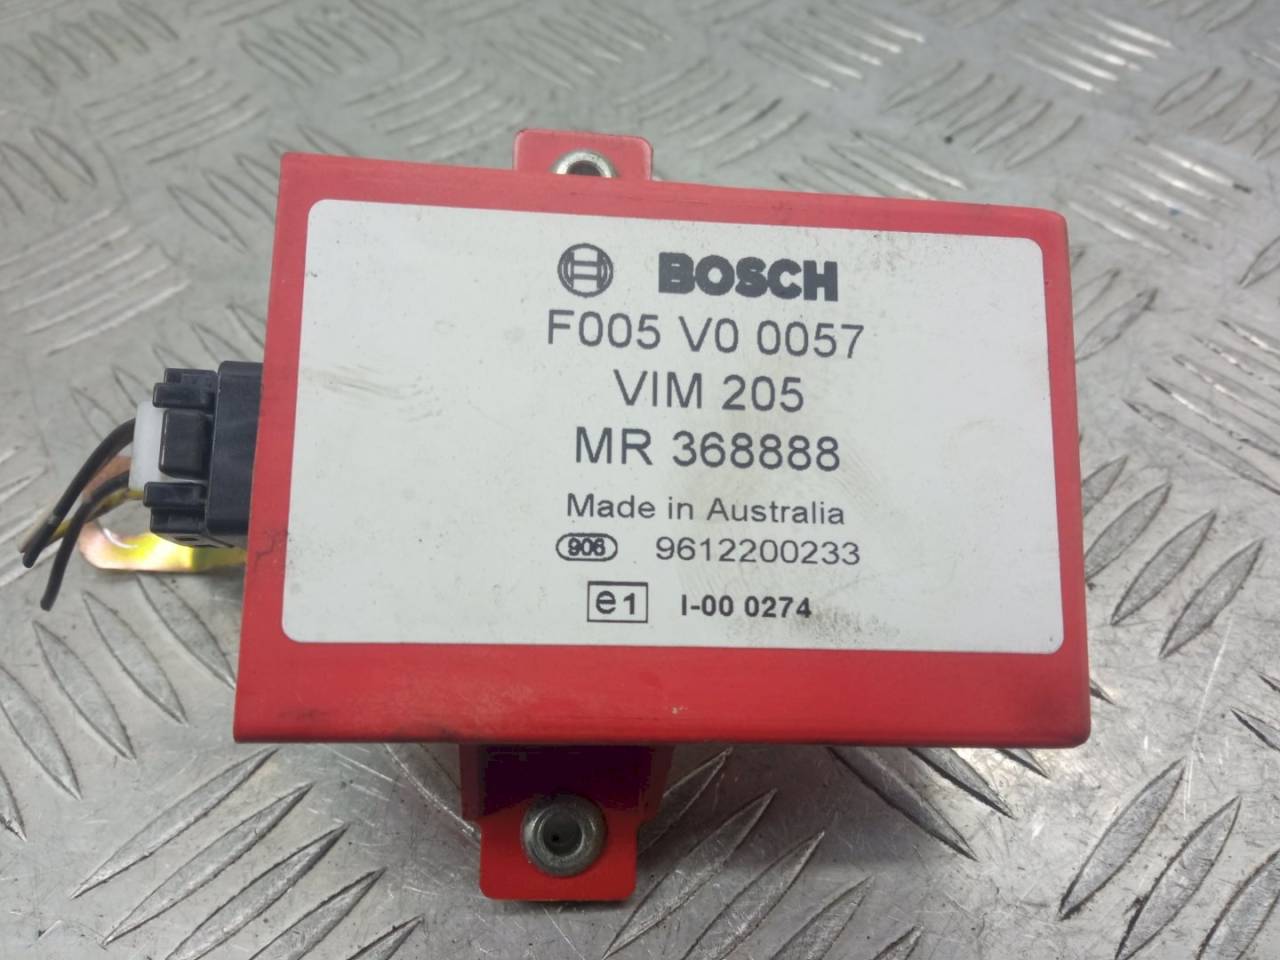 BOSCH
F005 V0 0057
VIM 205
MR 368888
Made in Australia
906 9612200233
e1 I-00 0274